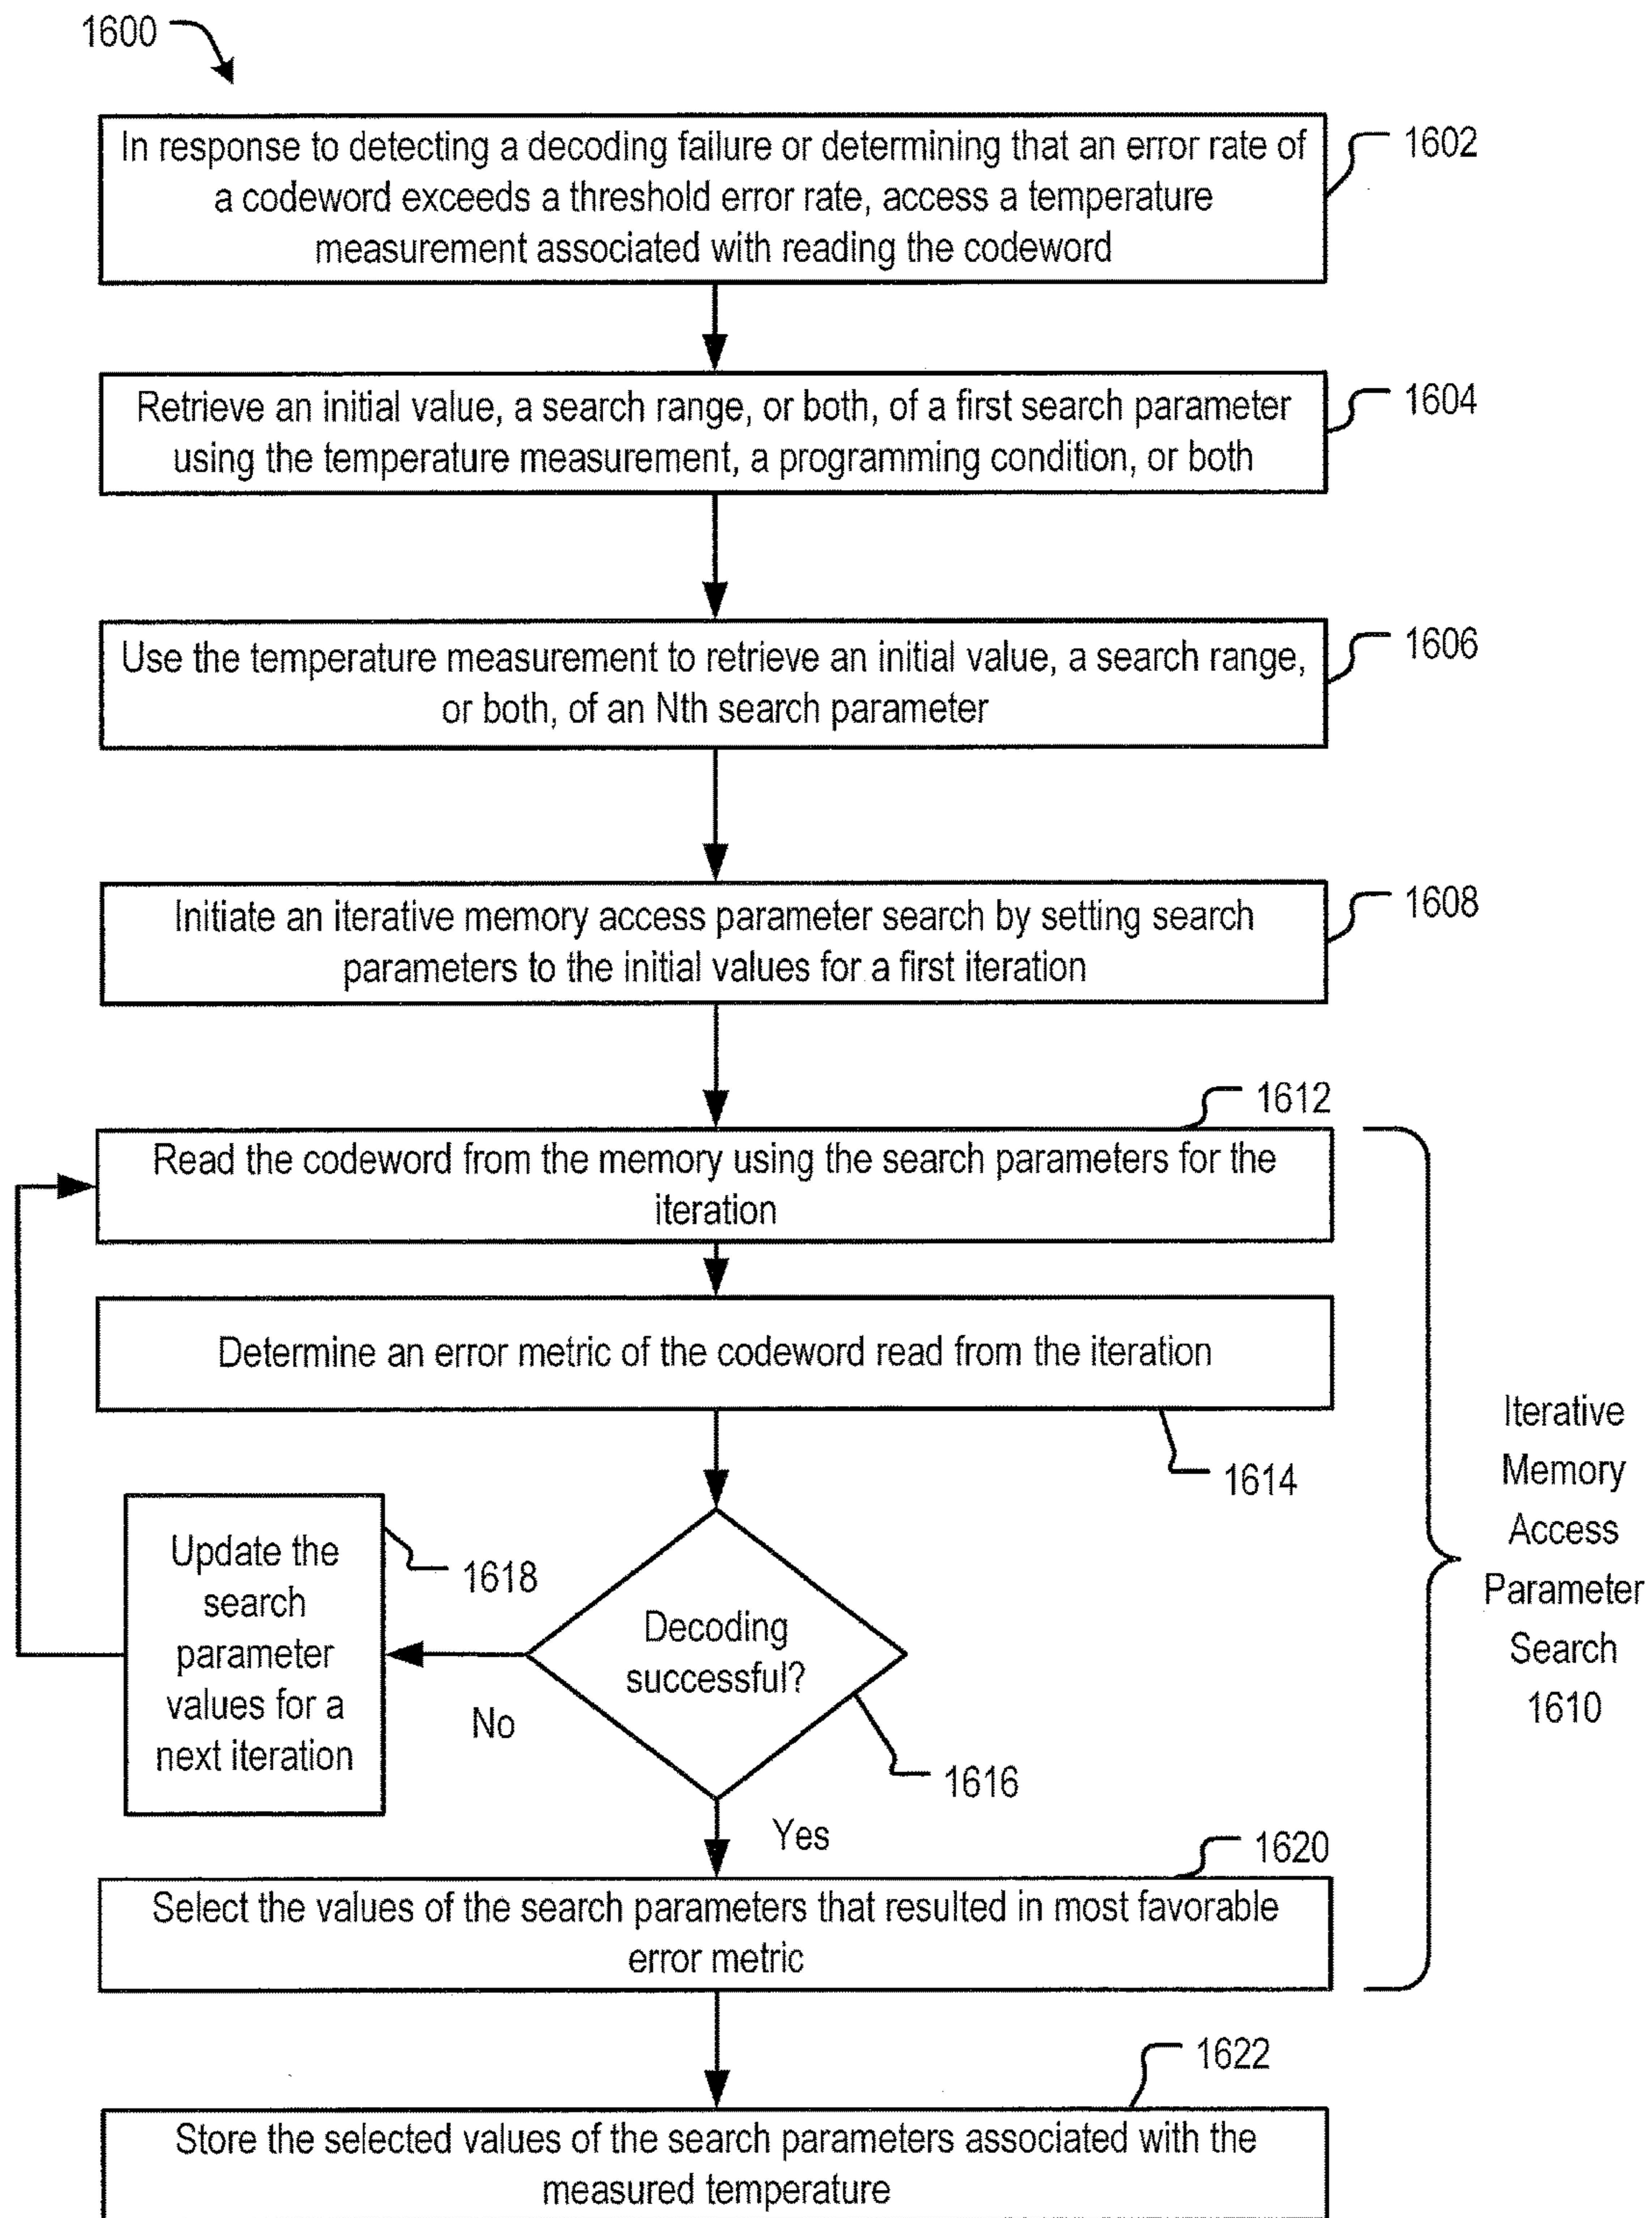 1600
In response to detecting a decoding failure or determining that an error rate of
a codeword exceeds a threshold error rate, access a temperature
measurement associated with reading the codeword
1602
Retrieve an initial value, a search range, or both, of a first search parameter
using the temperature measurement, a programming condition, or both
1604
Use the temperature measurement to retrieve an initial value, a search range,
or both, of an Nth search parameter
1606
Initiate an iterative memory access parameter search by setting search
parameters to the initial values for a first iteration
1608
1612
Read the codeword from the memory using the search parameters for the
iteration
Determine an error metric of the codeword read from the iteration
1614
Iterative
Memory
Access
Parameter
Search
1610
Update the
search
parameter
values for a
next iteration
1618
Decoding
successful?
No
1616
Yes
1620
Select the values of the search parameters that resulted in most favorable
error metric
1622
Store the selected values of the search parameters associated with the
measured temperature